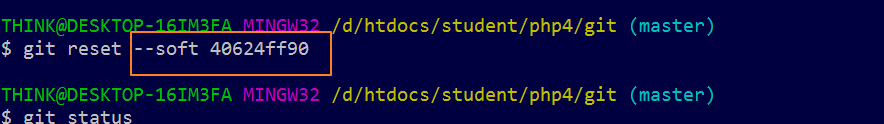 THINK@DESKTOP-16IM3FA MINGW32 /d/htdocs/student/php4/git (master)
$ git reset --soft 40624ff90
THINK@DESKTOP-16IM3FA MINGW32 /d/htdocs/student/php4/git (master)
$ git status